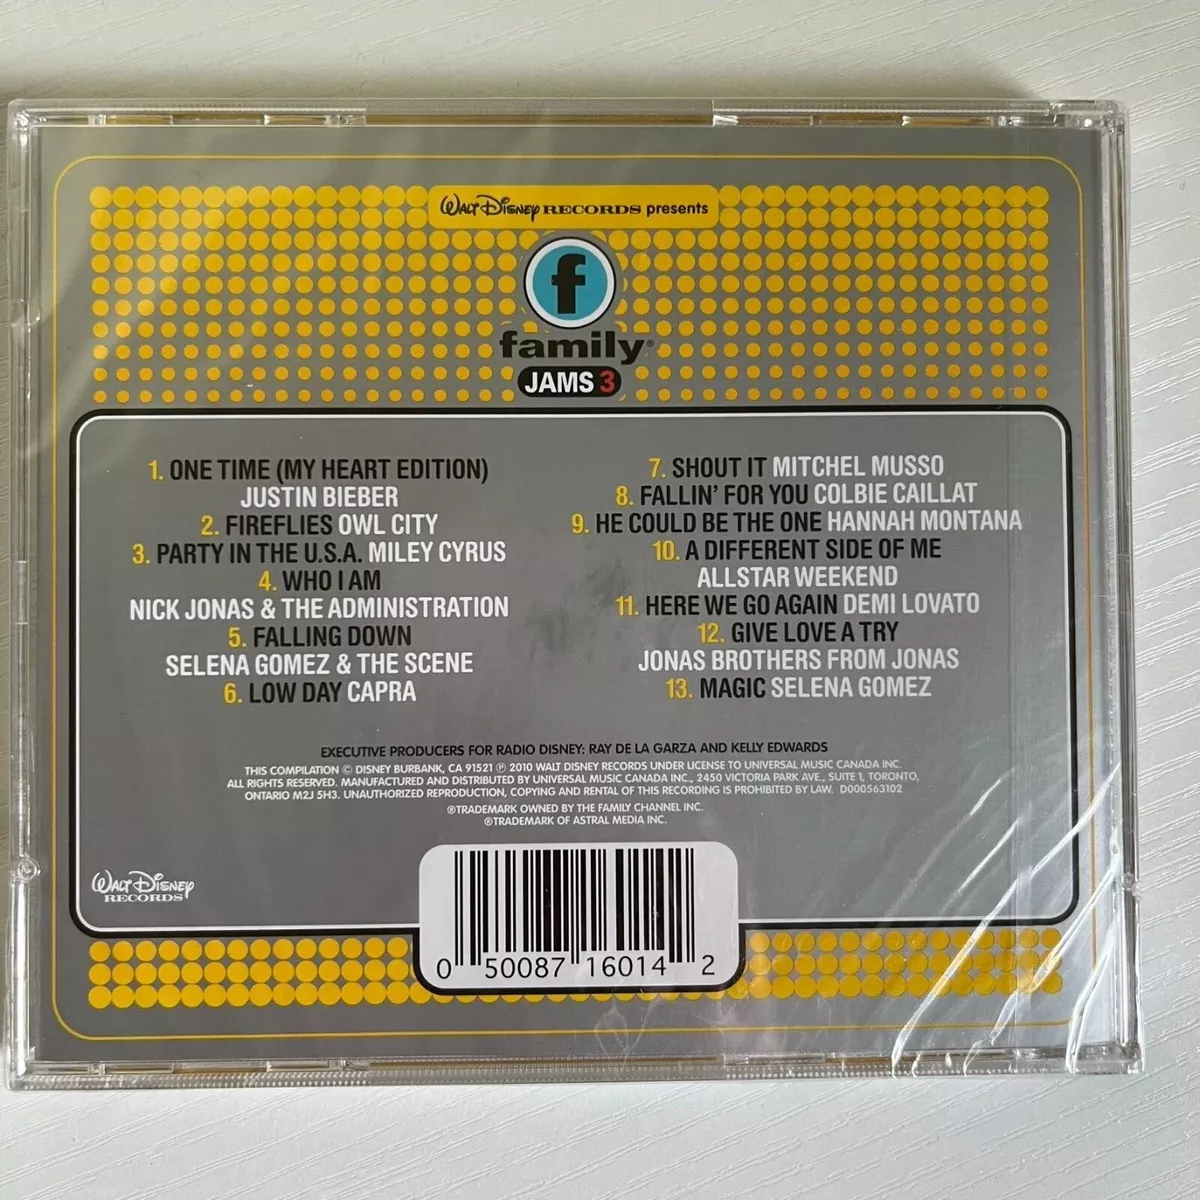 WALT DISNEY RECORDS presents
f
family®
JAMS 3
1. ONE TIME (MY HEART EDITION)
JUSTIN BIEBER
2. FIREFLIES OWL CITY
3. PARTY IN THE U.S.A. MILEY CYRUS
4. WHO I AM
NICK JONAS & THE ADMINISTRATION
5. FALLING DOWN
SELENA GOMEZ & THE SCENE
6. LOW DAY CAPRA
7. SHOUT IT MITCHEL MUSSO
8. FALLIN' FOR YOU COLBIE CAILLAT
9. HE COULD BE THE ONE HANNAH MONTANA
10. A DIFFERENT SIDE OF ME
ALLSTAR WEEKEND
11. HERE WE GO AGAIN DEMI LOVATO
12. GIVE LOVE A TRY
JONAS BROTHERS FROM JONAS
13. MAGIC SELENA GOMEZ
EXECUTIVE PRODUCERS FOR RADIO DISNEY: RAY DE LA GARZA AND KELLY EDWARDS
THIS COMPILATION © DISNEY BURBANK, CA 91521 ℗ 2010 WALT DISNEY RECORDS UNDER LICENSE TO UNIVERSAL MUSIC CANADA INC.
ALL RIGHTS RESERVED. MANUFACTURED AND DISTRIBUTED BY UNIVERSAL MUSIC CANADA INC., 2450 VICTORIA PARK AVE., SUITE 1, TORONTO,
ONTARIO M2J 5H3. UNAUTHORIZED REPRODUCTION, COPYING AND RENTAL OF THIS RECORDING IS PROHIBITED BY LAW. D000563102
®TRADEMARK OWNED BY THE FAMILY CHANNEL INC.
®TRADEMARK OF ASTRAL MEDIA INC.
WALT DISNEY
RECORDS
0 50087 16014 2